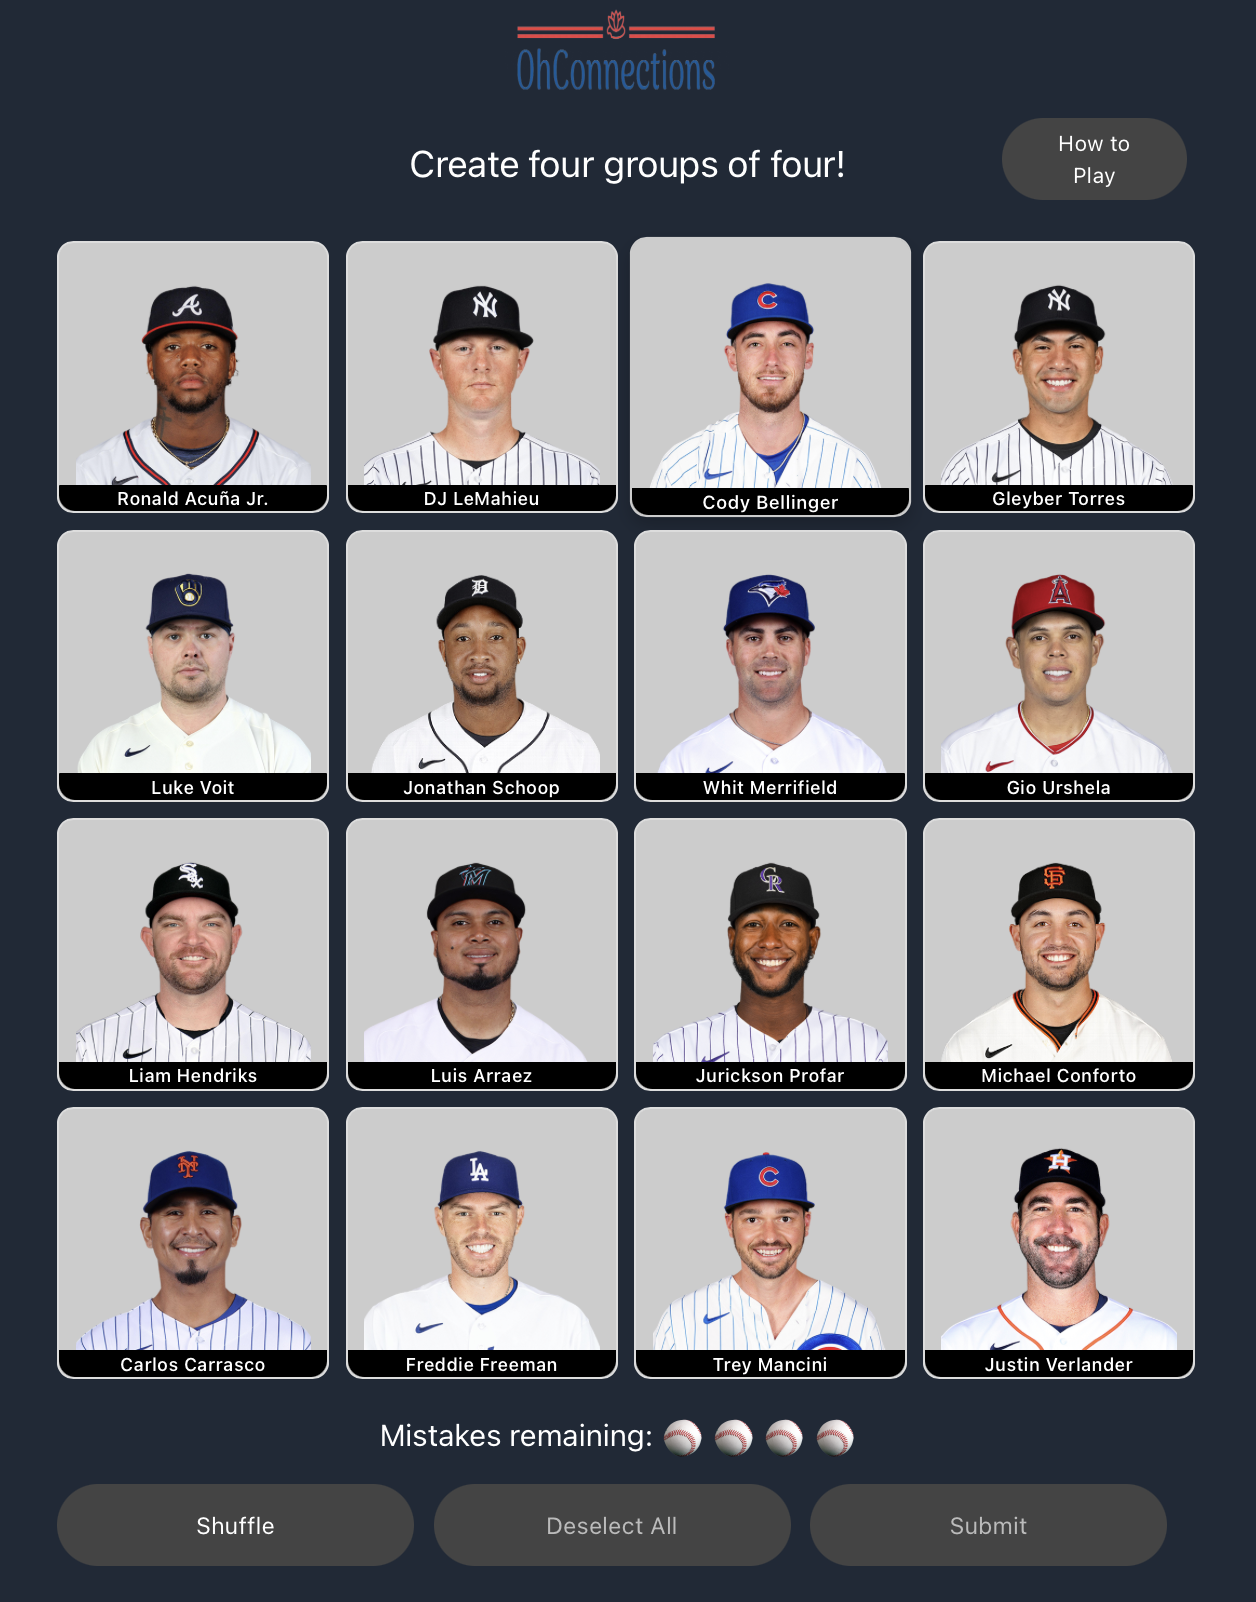 OhConnections
Create four groups of four!
How to
Play
Ronald Acuña Jr.
DJ LeMahieu
Cody Bellinger
Gleyber Torres
Luke Voit
Jonathan Schoop
Whit Merrifield
Gio Urshela
Liam Hendriks
Luis Arraez
Jurickson Profar
Michael Conforto
Carlos Carrasco
Freddie Freeman
Trey Mancini
Justin Verlander
Mistakes remaining:
Shuffle
Deselect All
Submit